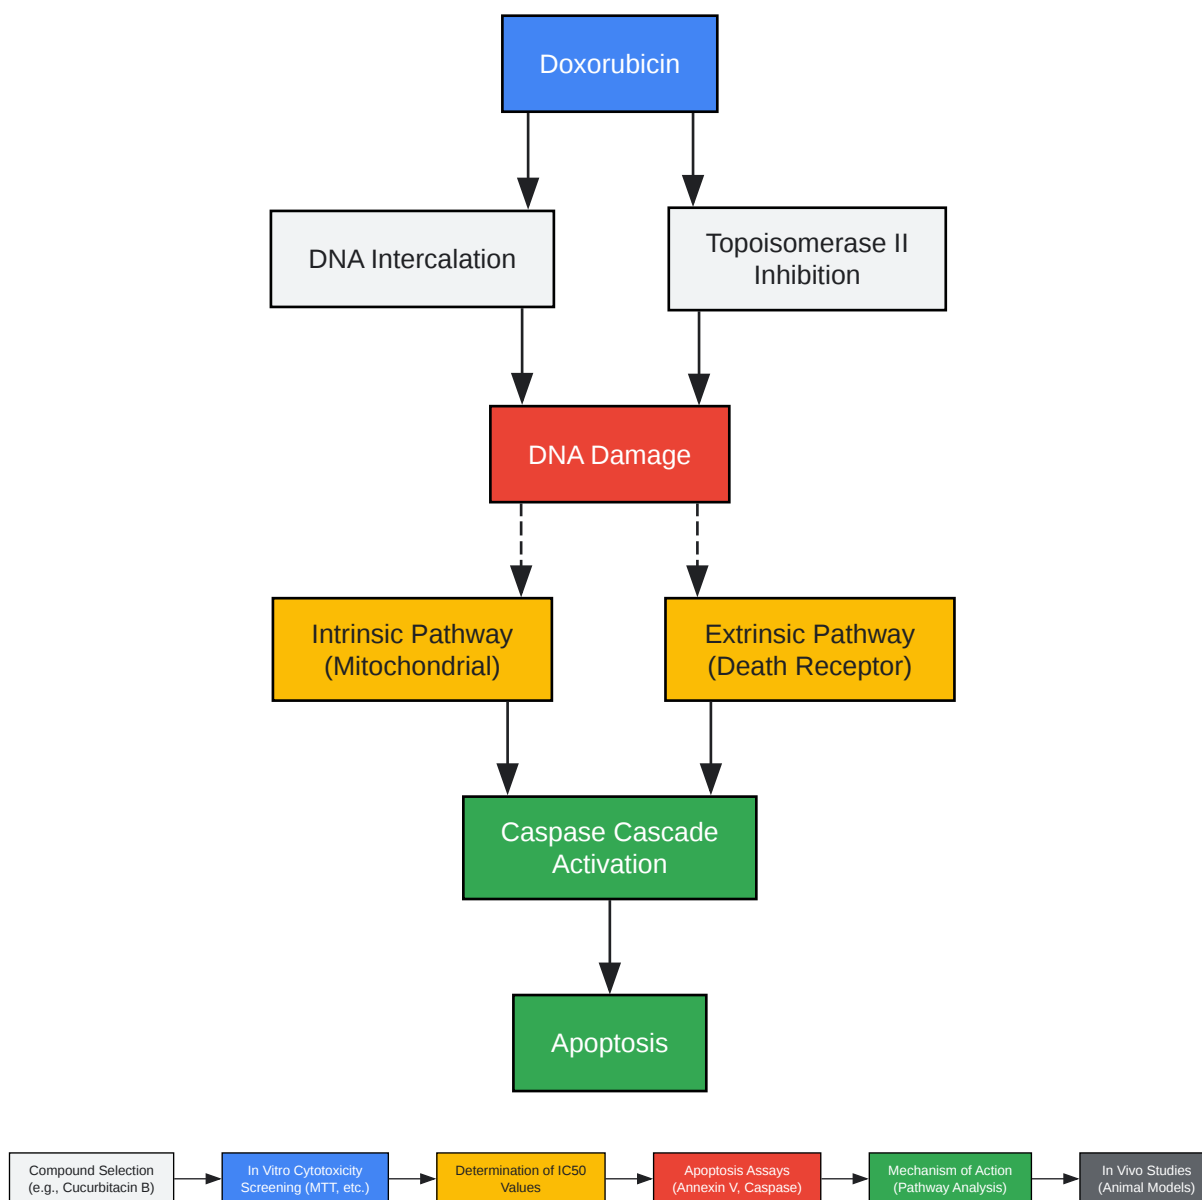 Doxorubicin
DNA Intercalation
Topoisomerase II
Inhibition
DNA Damage
Intrinsic Pathway
(Mitochondrial)
Extrinsic Pathway
(Death Receptor)
Caspase Cascade
Activation
Apoptosis
Compound Selection
(e.g., Cucurbitacin B)
In Vitro Cytotoxicity
Screening (MTT, etc.)
Determination of IC50
Values
Apoptosis Assays
(Annexin V, Caspase)
Mechanism of Action
(Pathway Analysis)
In Vivo Studies
(Animal Models)